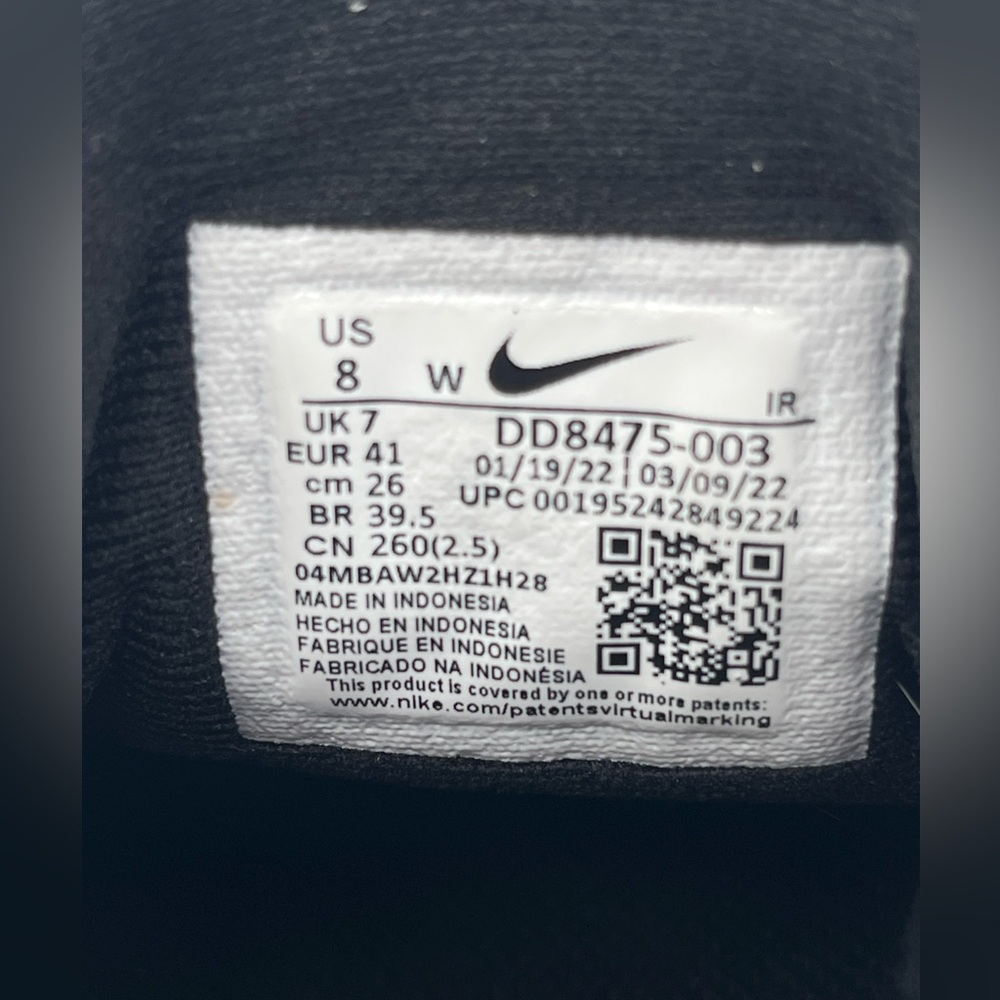 US
8 W
IR
UK 7
EUR 41
cm 26
BR 39.5
CN 260(2.5)
04MBAW2HZ1H28
MADE IN INDONESIA
HECHO EN INDONESIA
FABRIQUE EN INDONESIE
FABRICADO NA INDONÉSIA
DD8475-003
01/19/22 | 03/09/22
UPC 00195242849224
This product is covered by one or more patents:
www.nike.com/patentsvirtualmarking